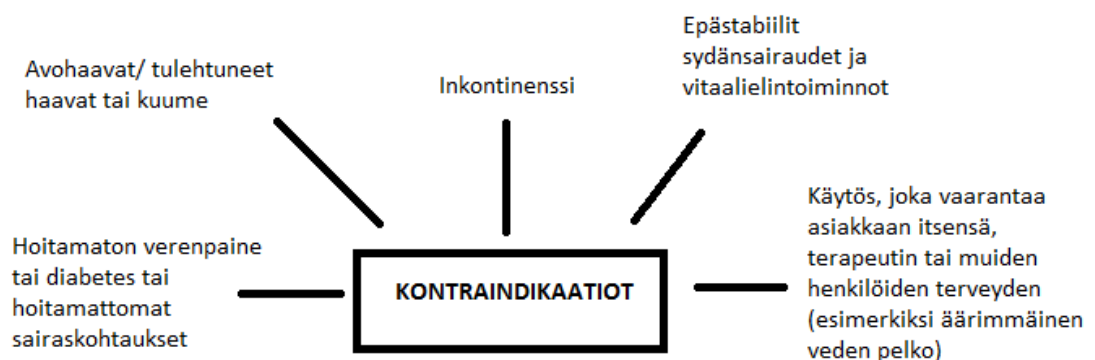 Avohaavat/ tulehtuneet
haavat tai kuume
Inkontinenssi
Epästabiilit
sydänsairaudet ja
vitaalielintoiminnot
Hoitamaton verenpaine
tai diabetes tai
hoitamattomat
sairaskohtaukset
KONTRAINDIKAATIOT
Käytös, joka vaarantaa
asiakkaan itsensä,
terapeutin tai muiden
henkilöiden terveyden
(esimerkiksi äärimmäinen
veden pelko)